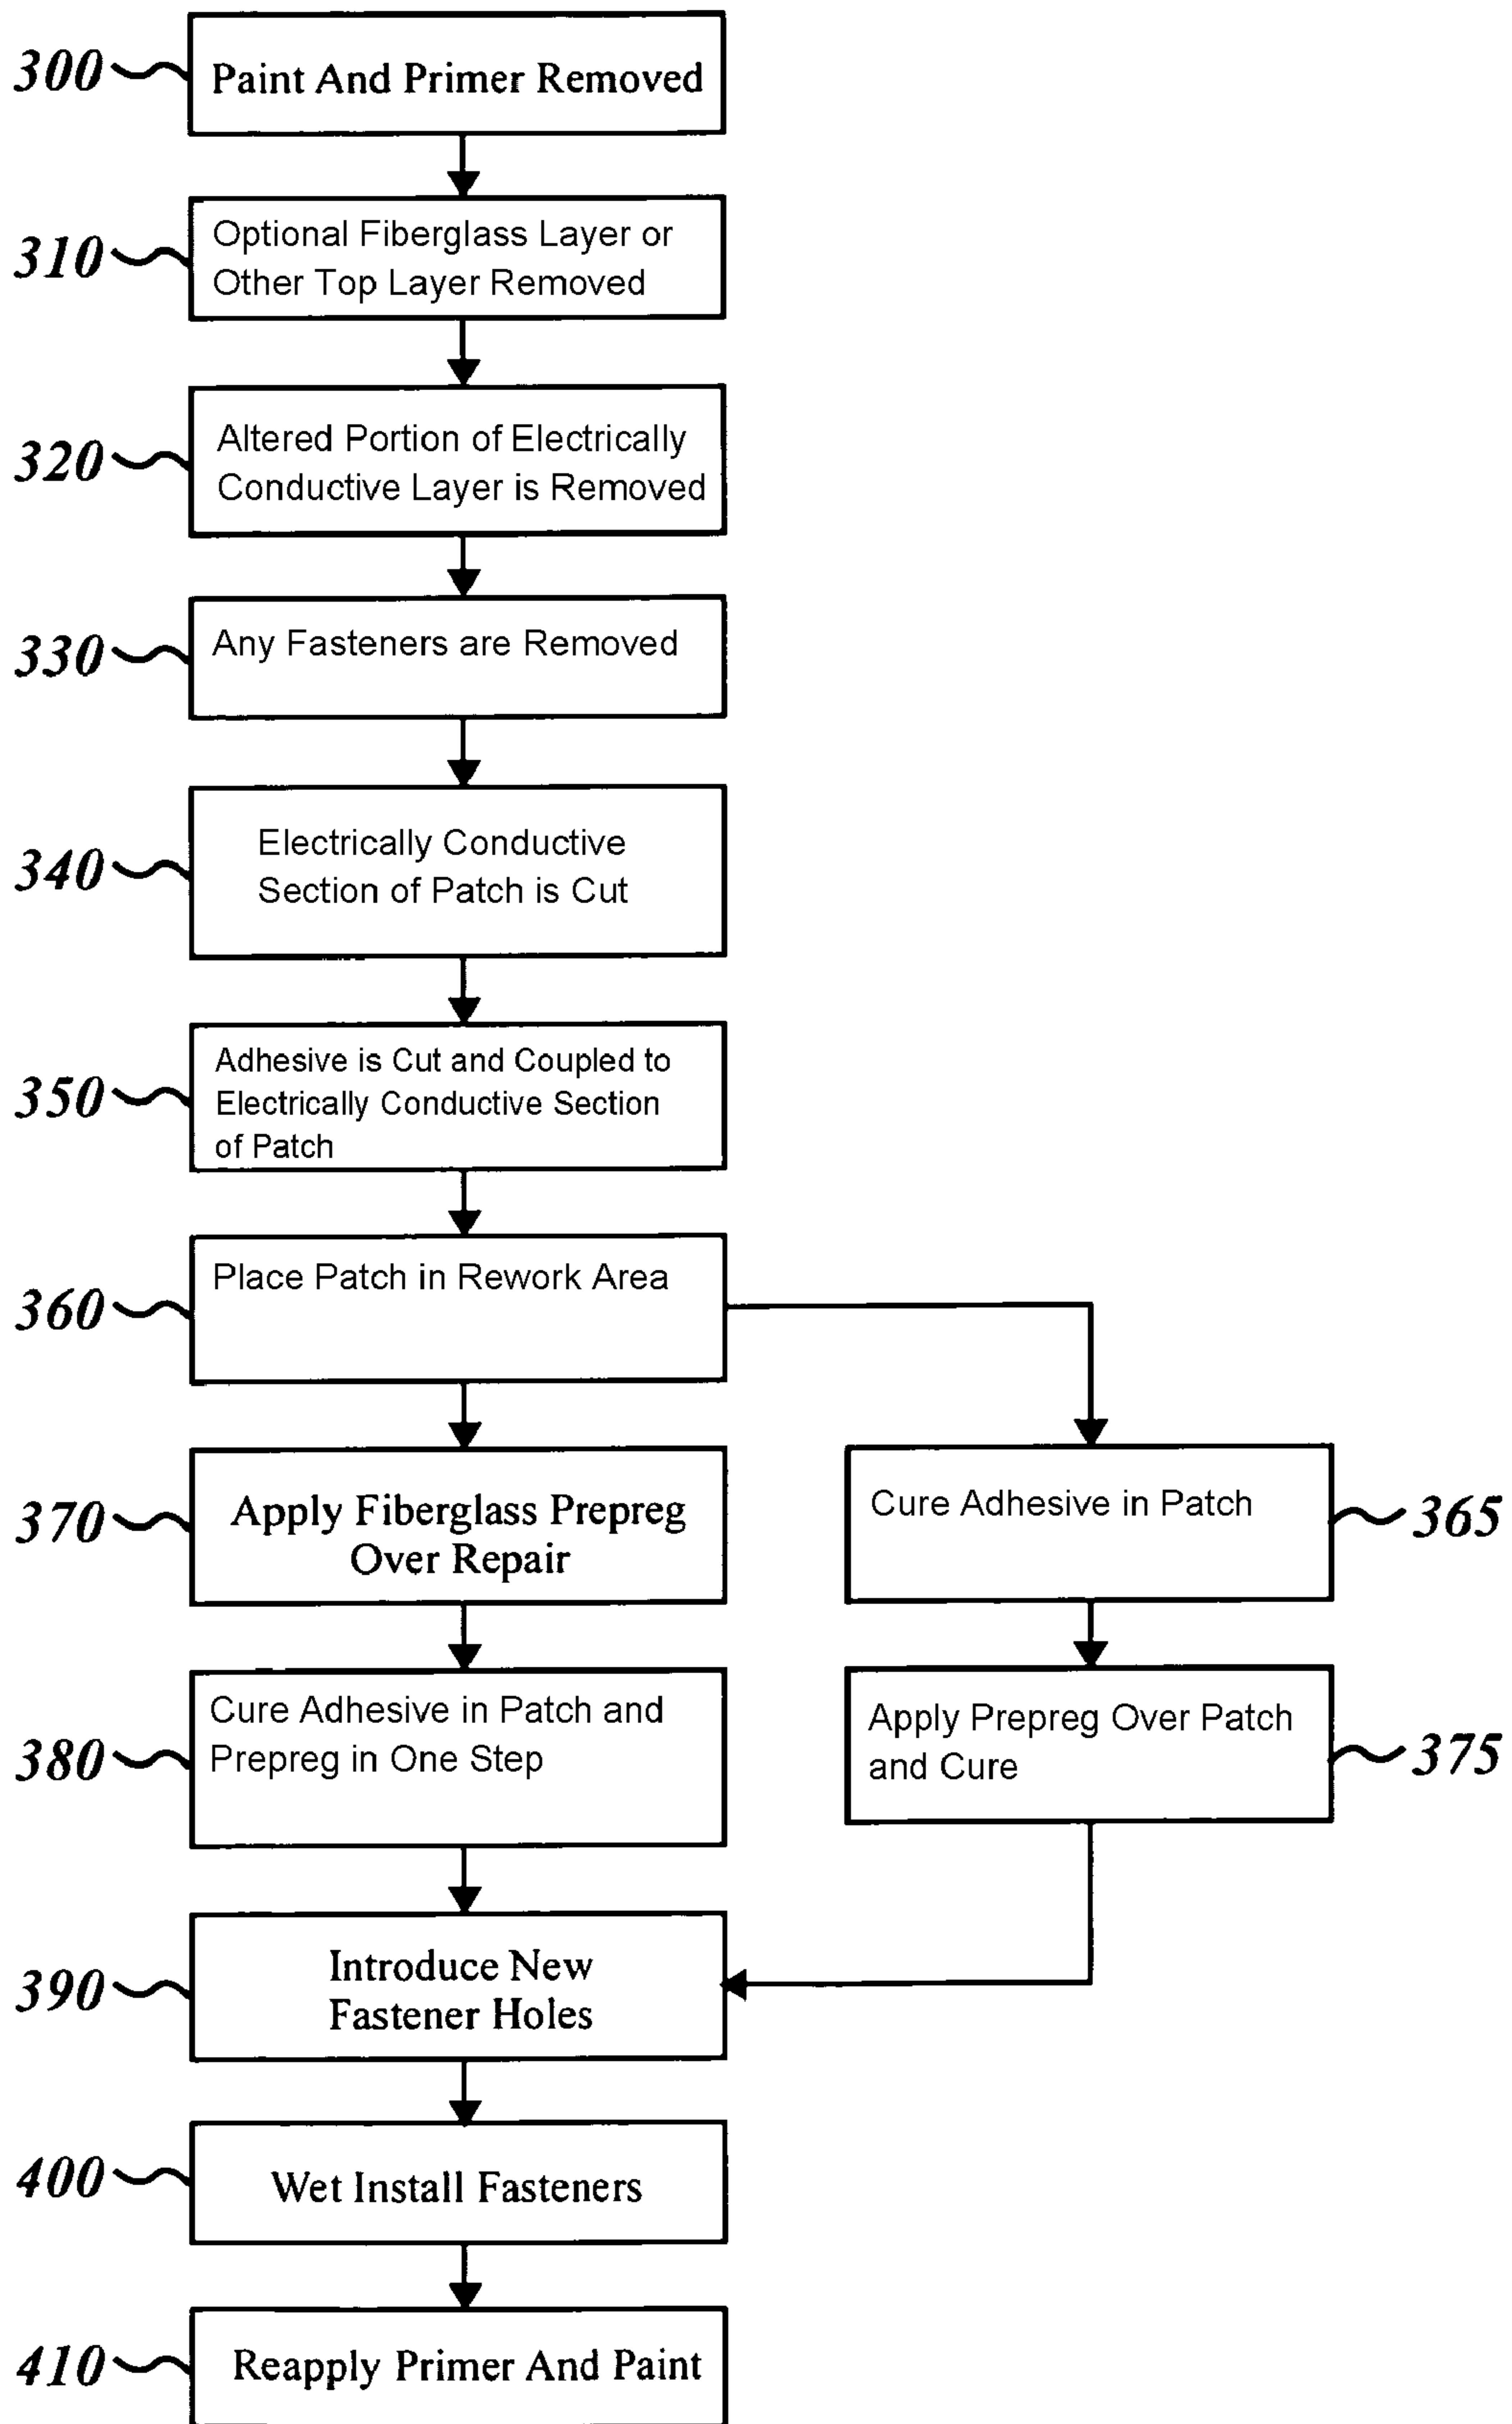 300
Paint And Primer Removed
310
Optional Fiberglass Layer or
Other Top Layer Removed
320
Altered Portion of Electrically
Conductive Layer is Removed
330
Any Fasteners are Removed
340
Electrically Conductive
Section of Patch is Cut
350
Adhesive is Cut and Coupled to
Electrically Conductive Section
of Patch
360
Place Patch in Rework Area
370
Apply Fiberglass Prepreg
Over Repair
Cure Adhesive in Patch
365
380
Cure Adhesive in Patch and
Prepreg in One Step
Apply Prepreg Over Patch
and Cure
375
390
Introduce New
Fastener Holes
400
Wet Install Fasteners
410
Reapply Primer And Paint